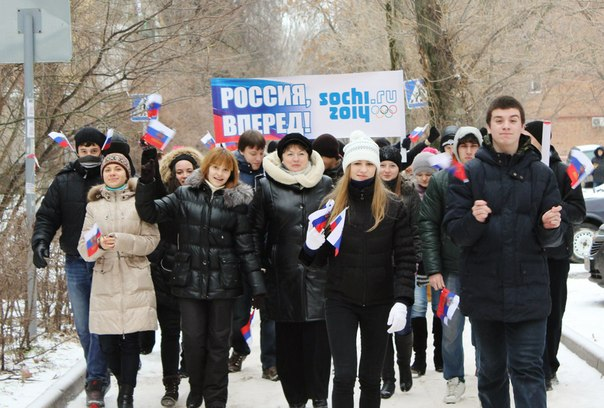 РОССИЯ,
ВПЕРЕД!
sochi.ru
2014